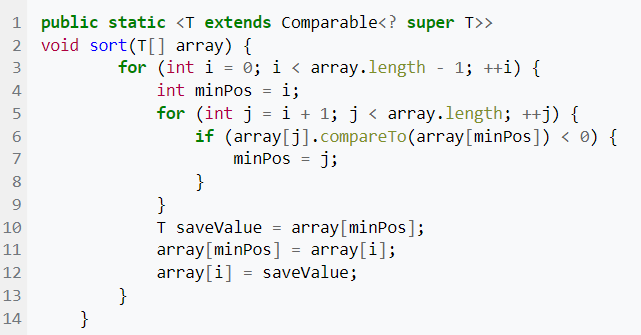 1 public static <T extends Comparable<? super T>>
2 void sort(T[] array) {
3 for (int i = 0; i < array.length - 1; ++i) {
4 int minPos = i;
5 for (int j = i + 1; j < array.length; ++j) {
6 if (array[j].compareTo(array[minPos]) < 0) {
7 minPos = j;
8 }
9 }
10 T saveValue = array[minPos];
11 array[minPos] = array[i];
12 array[i] = saveValue;
13 }
14 }